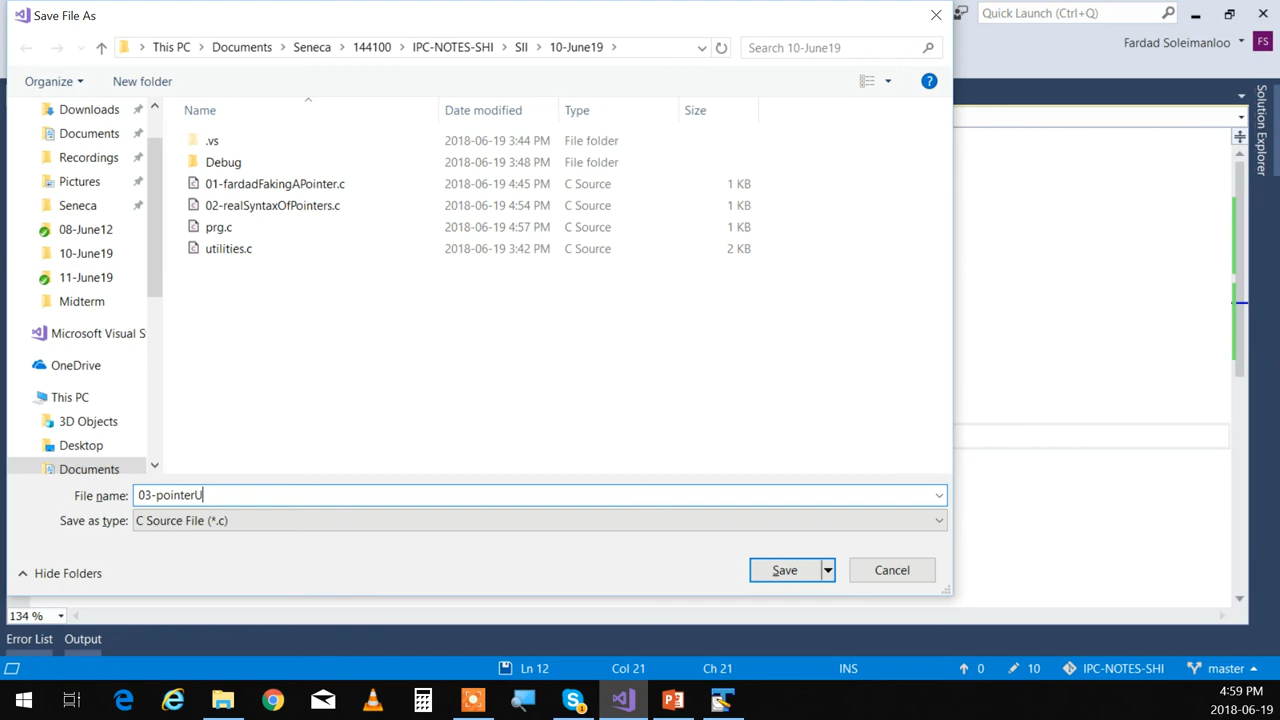 Save File As
Quick Launch (Ctrl+Q)
This PC > Documents > Seneca > 144100 > IPC-NOTES-SHI > SII > 10-June19 >
Search 10-June19
Fardad Soleimanloo
FS
Organize
New folder
?
Solution Explorer
Downloads
Documents
Recordings
Pictures
Seneca
08-June12
10-June19
11-June19
Midterm
Microsoft Visual S
OneDrive
This PC
3D Objects
Desktop
Documents
Name Date modified Type Size
.vs 2018-06-19 3:44 PM File folder
Debug 2018-06-19 3:48 PM File folder
01-fardadFakingAPointer.c 2018-06-19 4:45 PM C Source 1 KB
02-realSyntaxOfPointers.c 2018-06-19 4:54 PM C Source 1 KB
prg.c 2018-06-19 4:57 PM C Source 1 KB
utilities.c 2018-06-19 3:42 PM C Source 2 KB
File name: 03-pointerU
Save as type: C Source File (*.c)
Hide Folders
Save
Cancel
134 %
Error List Output
Ln 12 Col 21 Ch 21 INS 0 10 IPC-NOTES-SHI master
4:59 PM
2018-06-19